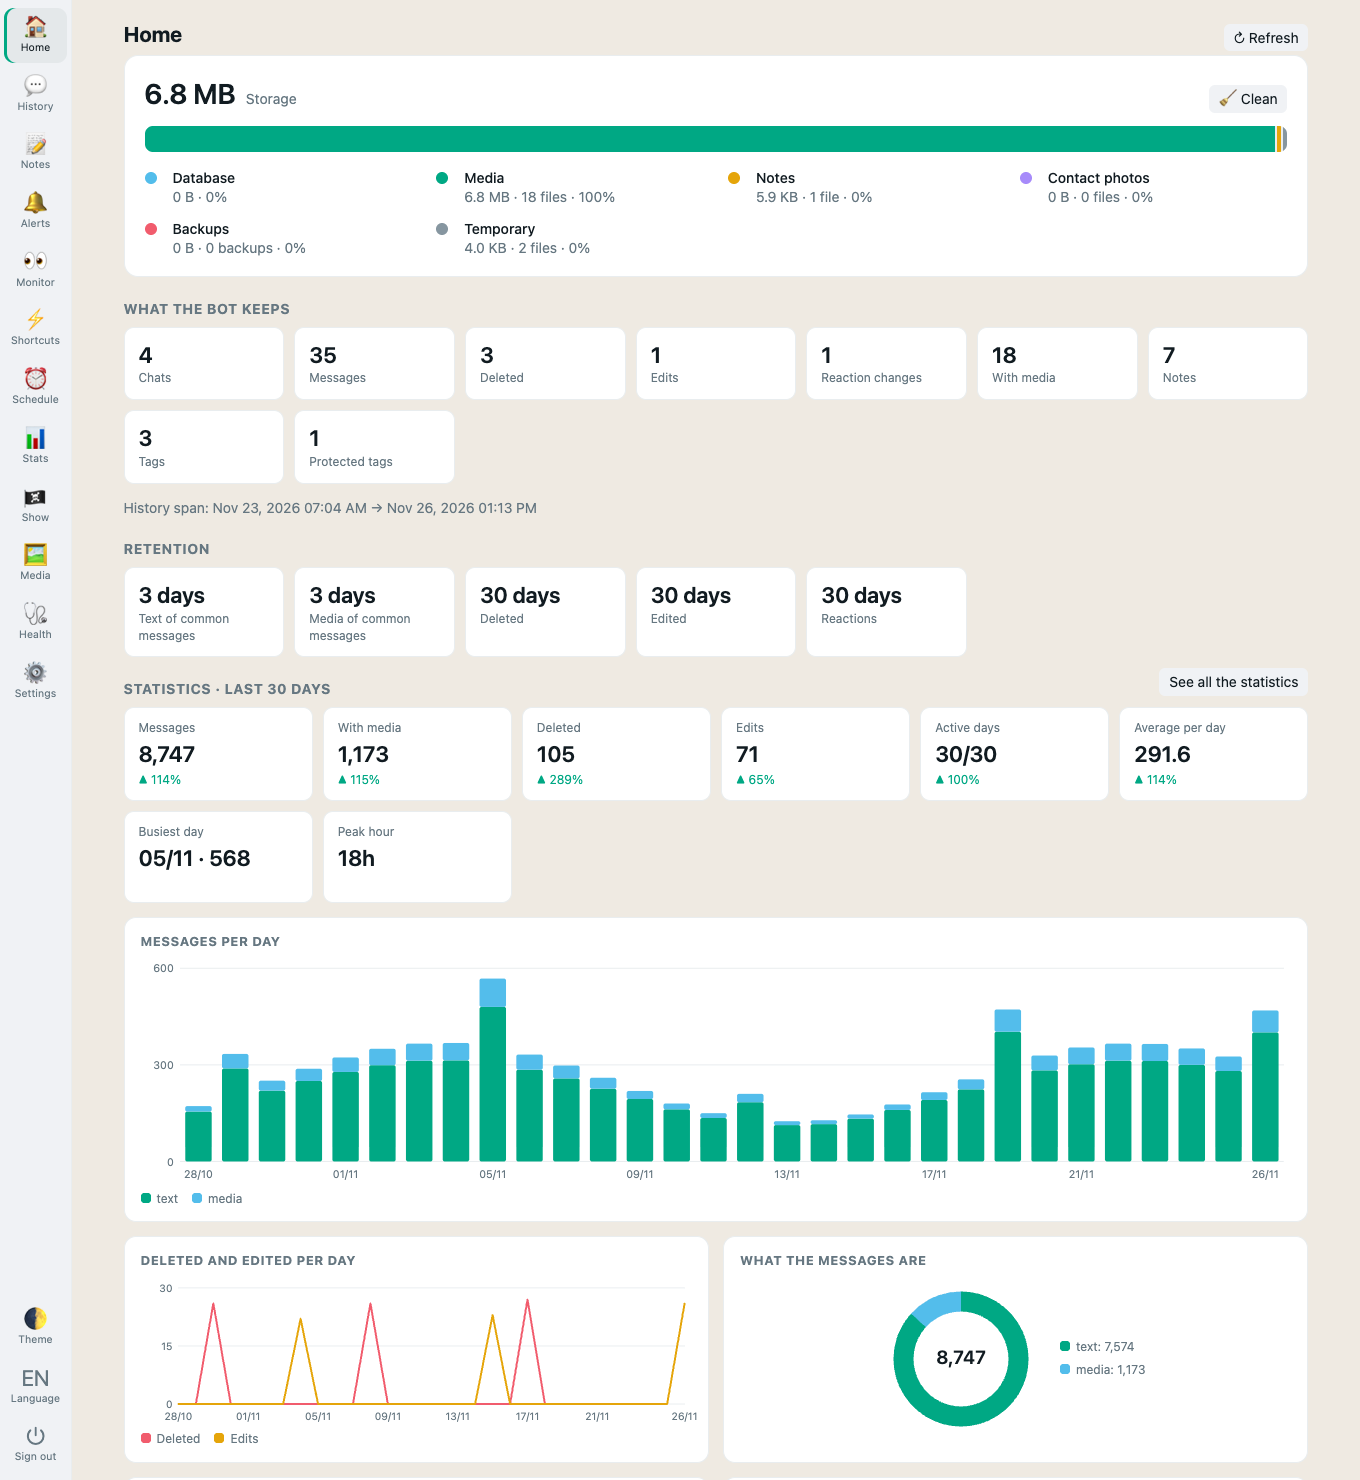 Home
History
Notes
Alerts
Monitor
Shortcuts
Schedule
Stats
Show
Media
Health
Settings
Theme
EN
Language
Sign out
Home
↻ Refresh
6.8 MB Storage
Clean
Database
0 B · 0%
Media
6.8 MB · 18 files · 100%
Notes
5.9 KB · 1 file · 0%
Contact photos
0 B · 0 files · 0%
Backups
0 B · 0 backups · 0%
Temporary
4.0 KB · 2 files · 0%
WHAT THE BOT KEEPS
4
Chats
35
Messages
3
Deleted
1
Edits
1
Reaction changes
18
With media
7
Notes
3
Tags
1
Protected tags
History span: Nov 23, 2026 07:04 AM → Nov 26, 2026 01:13 PM
RETENTION
3 days
Text of common
messages
3 days
Media of common
messages
30 days
Deleted
30 days
Edited
30 days
Reactions
STATISTICS · LAST 30 DAYS
See all the statistics
Messages
8,747
▲ 114%
With media
1,173
▲ 115%
Deleted
105
▲ 289%
Edits
71
▲ 65%
Active days
30/30
▲ 100%
Average per day
291.6
▲ 114%
Busiest day
05/11 · 568
Peak hour
18h
MESSAGES PER DAY
600
300
0
28/10 01/11 05/11 09/11 13/11 17/11 21/11 26/11
text media
DELETED AND EDITED PER DAY
30
15
0
28/10 01/11 05/11 09/11 13/11 17/11 21/11 26/11
Deleted Edits
WHAT THE MESSAGES ARE
8,747
text: 7,574
media: 1,173